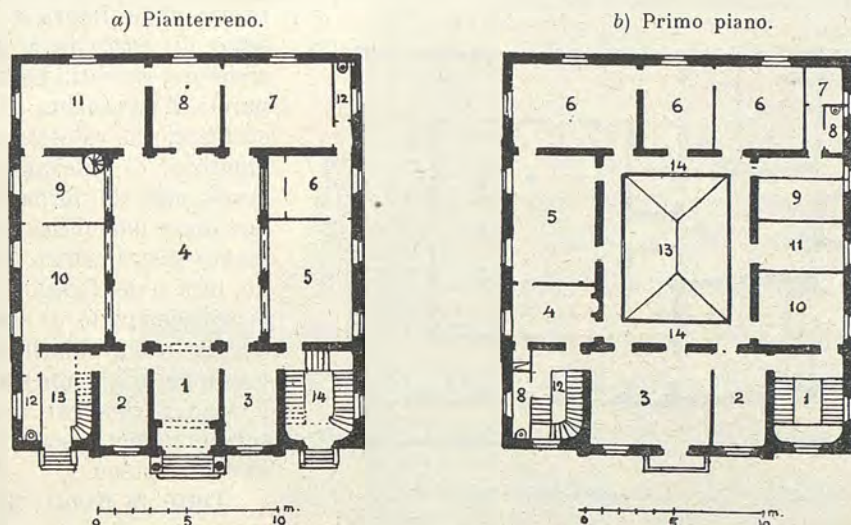 a) Pianterreno.
b) Primo piano.
11 8 7 12
9 6
4
10 5
12 13 2 1 3 14
0 5 10 m.
6 6 6 7
8
14
5 9
13 11
4 10
14
8 12 3 2 1
0 5 10 m.